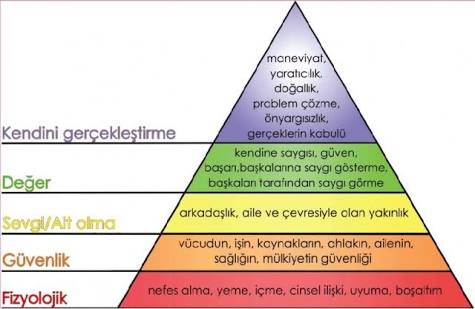 maneviyat,
yaratıcılık,
doğallık,
problem çözme,
önyargısızlık,
gerçeklerin kabulü
Kendini gerçekleştirme
kendine saygısı, güven,
başarı,başkalarına saygı gösterme,
başkaları tarafından saygı görme
Değer
arkadaşlık, aile ve çevresiyle olan yakınlık
Sevgi/Ait olma
vücudun, işin, kaynakların, ahlakın, ailenin,
sağlığın, mülkiyetin güvenliği
Güvenlik
nefes alma, yeme, içme, cinsel ilişki, uyuma, boşaltım
Fizyolojik